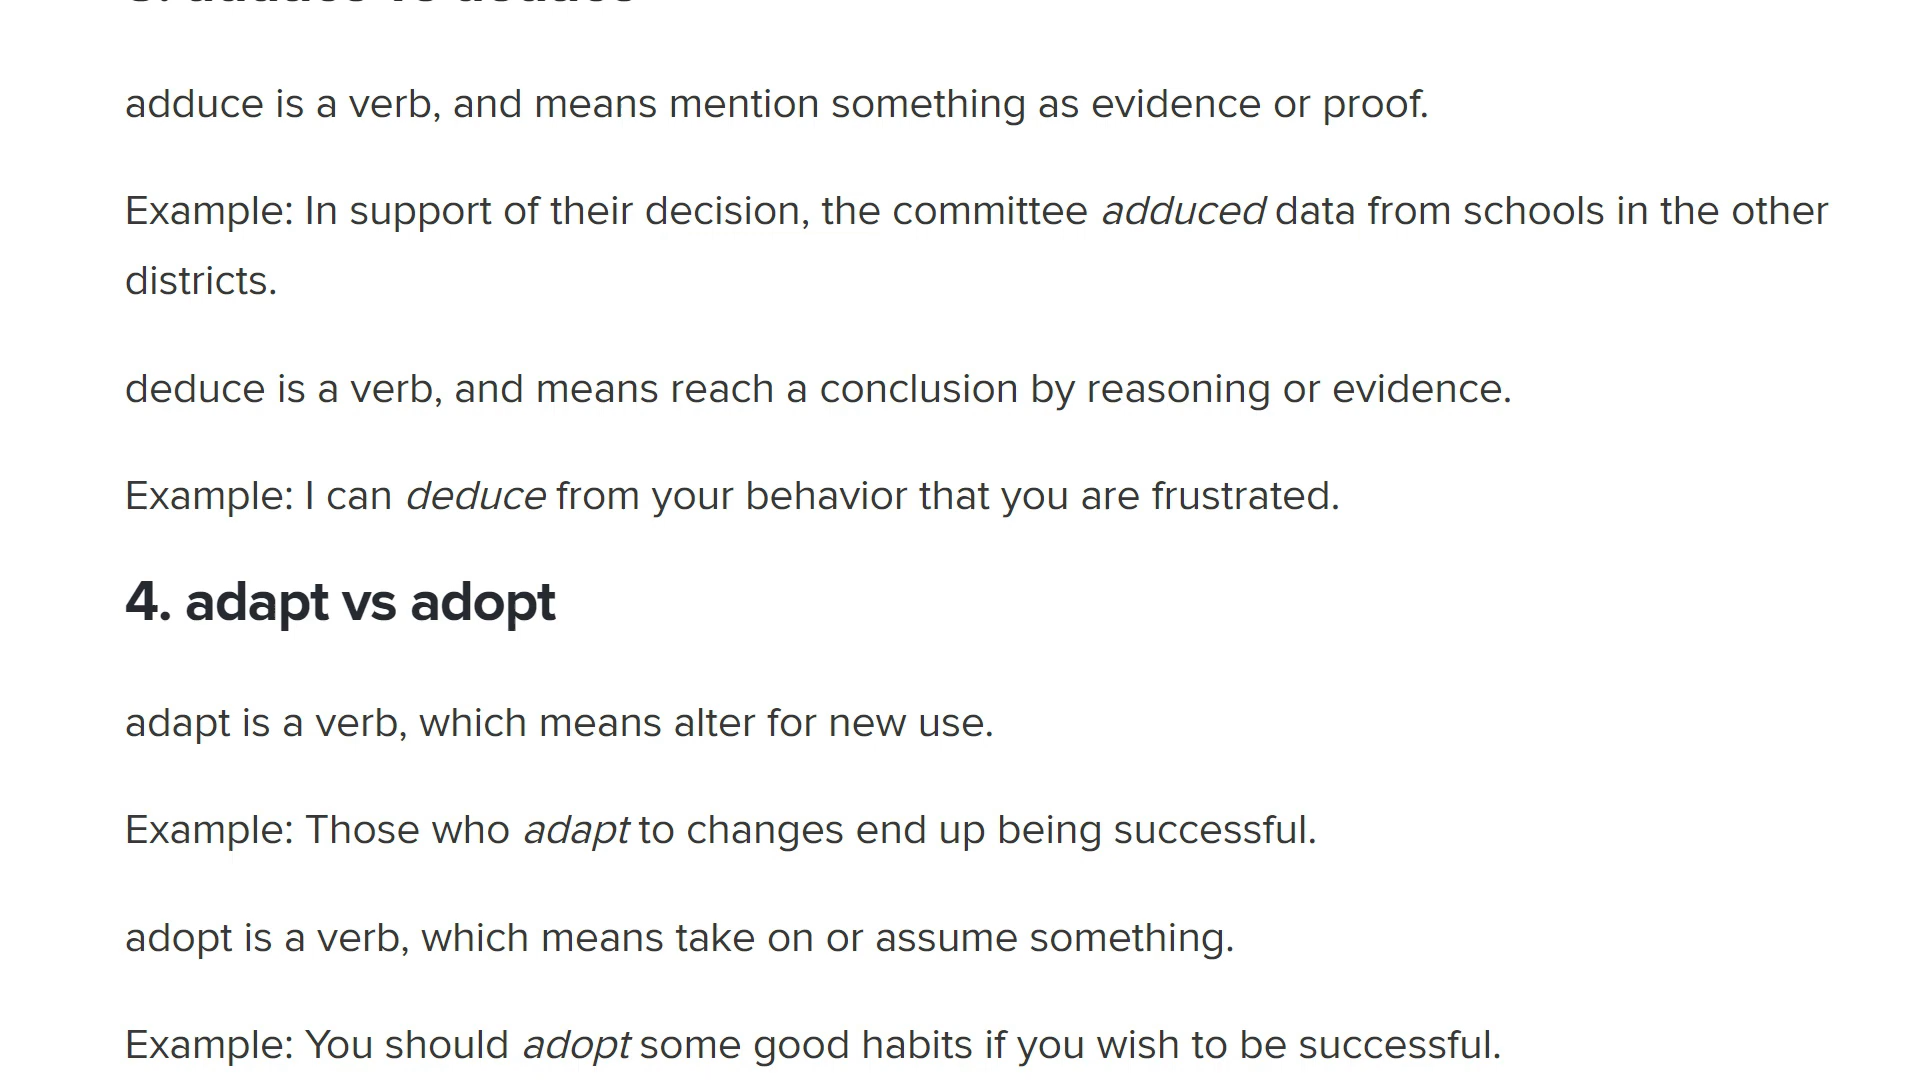 3. adduce vs deduce
adduce is a verb, and means mention something as evidence or proof.
Example: In support of their decision, the committee adduced data from schools in the other
districts.
deduce is a verb, and means reach a conclusion by reasoning or evidence.
Example: I can deduce from your behavior that you are frustrated.
4. adapt vs adopt
adapt is a verb, which means alter for new use.
Example: Those who adapt to changes end up being successful.
adopt is a verb, which means take on or assume something.
Example: You should adopt some good habits if you wish to be successful.